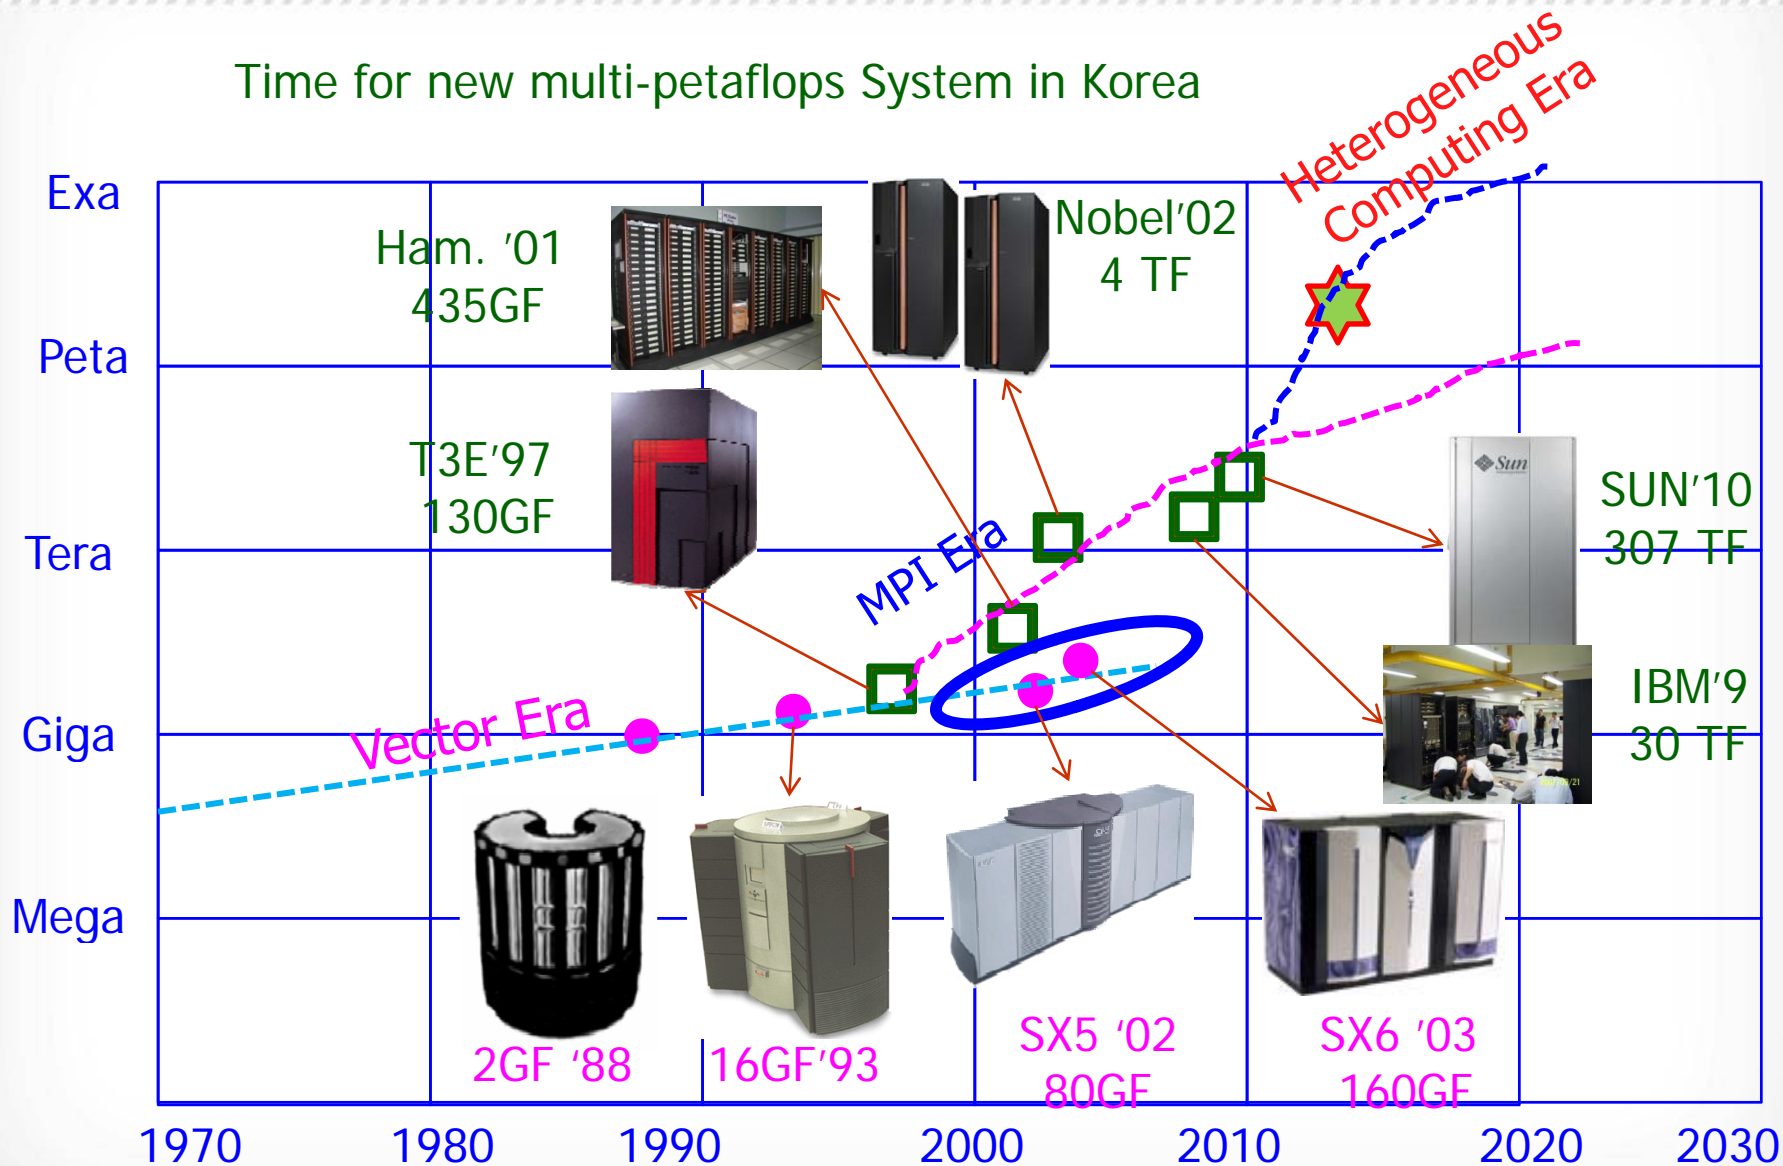 Time for new multi-petaflops System in Korea
Heterogeneous
Computing Era
Exa
Peta
Tera
Giga
Mega
Ham. '01
435GF
Nobel'02
4 TF
T3E'97
130GF
MPI Era
Vector Era
Sun
SUN'10
307 TF
IBM'9
30 TF
2GF '88
16GF'93
SX5 '02
80GF
SX6 '03
160GF
1970
1980
1990
2000
2010
2020
2030